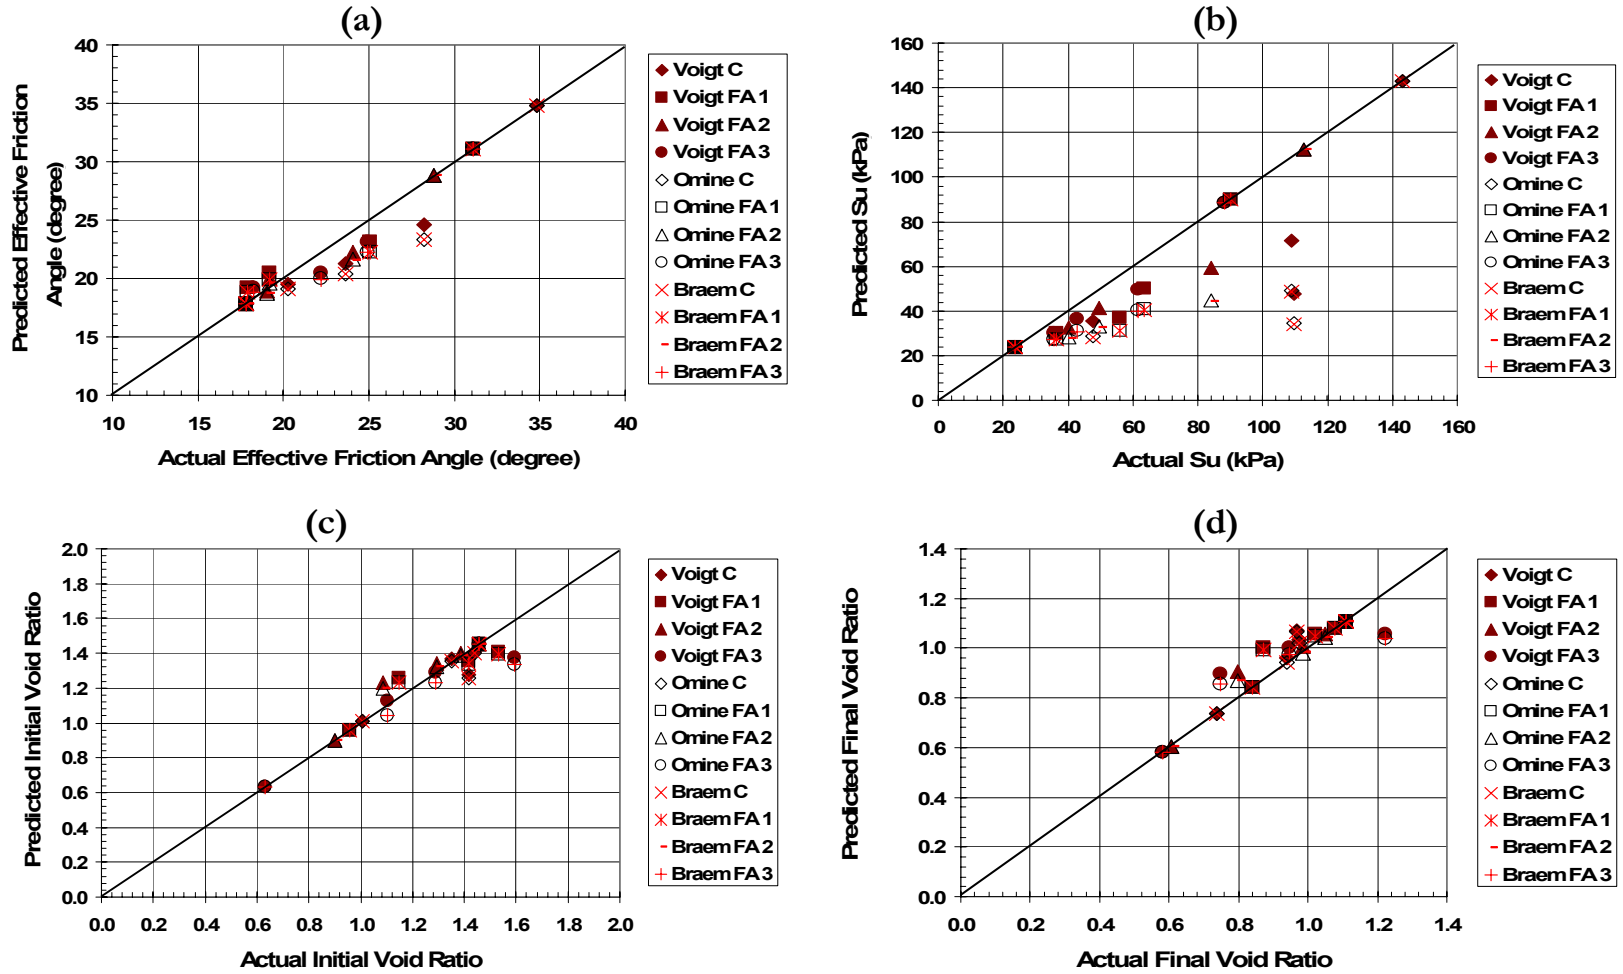 (a)
Predicted Effective Friction
Angle (degree)
40
35
30
25
20
15
10
10 15 20 25 30 35 40
Actual Effective Friction Angle (degree)
Voigt C
Voigt FA1
Voigt FA2
Voigt FA3
Omine C
Omine FA1
Omine FA2
Omine FA3
Braem C
Braem FA1
Braem FA2
Braem FA3
(b)
Predicted Su (kPa)
160
140
120
100
80
60
40
20
0
0 20 40 60 80 100 120 140 160
Actual Su (kPa)
Voigt C
Voigt FA1
Voigt FA2
Voigt FA3
Omine C
Omine FA1
Omine FA2
Omine FA3
Braem C
Braem FA1
Braem FA2
Braem FA3
(c)
Predicted Initial Void Ratio
2.0
1.8
1.6
1.4
1.2
1.0
0.8
0.6
0.4
0.2
0.0
0.0 0.2 0.4 0.6 0.8 1.0 1.2 1.4 1.6 1.8 2.0
Actual Initial Void Ratio
Voigt C
Voigt FA1
Voigt FA2
Voigt FA3
Omine C
Omine FA1
Omine FA2
Omine FA3
Braem C
Braem FA1
Braem FA2
Braem FA3
(d)
Predicted Final Void Ratio
1.4
1.2
1.0
0.8
0.6
0.4
0.2
0.0
0.0 0.2 0.4 0.6 0.8 1.0 1.2 1.4
Actual Final Void Ratio
Voigt C
Voigt FA1
Voigt FA2
Voigt FA3
Omine C
Omine FA1
Omine FA2
Omine FA3
Braem C
Braem FA1
Braem FA2
Braem FA3